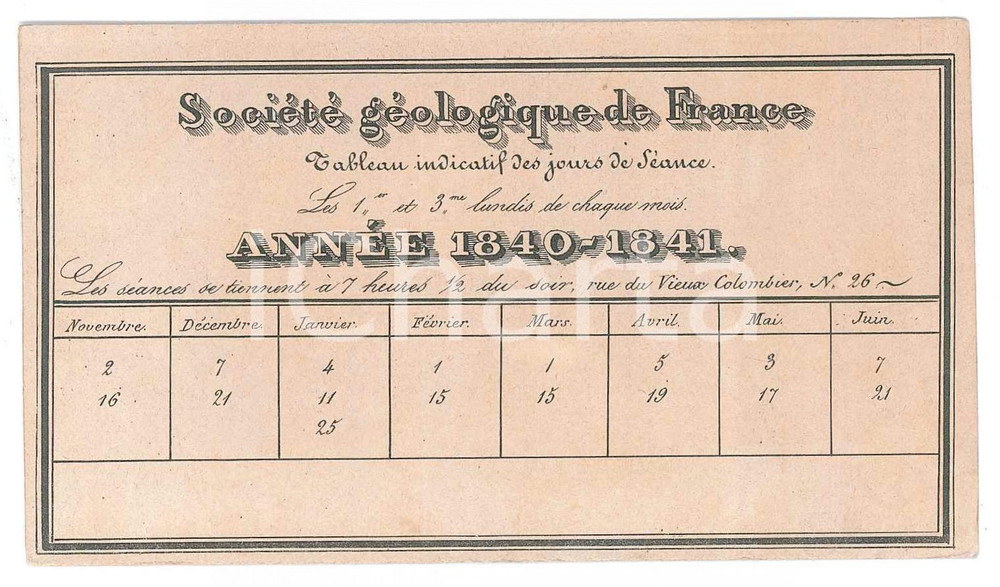 Société géologique de France
Tableau indicatif des jours de Séance.
Les 1.er et 3.me lundis de chaque mois.
ANNÉE 1840-1841.
Les séances se tiennent à 7 heures 1/2 du soir, rue du Vieux Colombier, N.° 26 ~
Novembre. Décembre. Janvier. Février. Mars. Avril. Mai. Juin.
2 7 4 1 1 5 3 7
16 21 11 15 15 19 17 21
25
itcharta